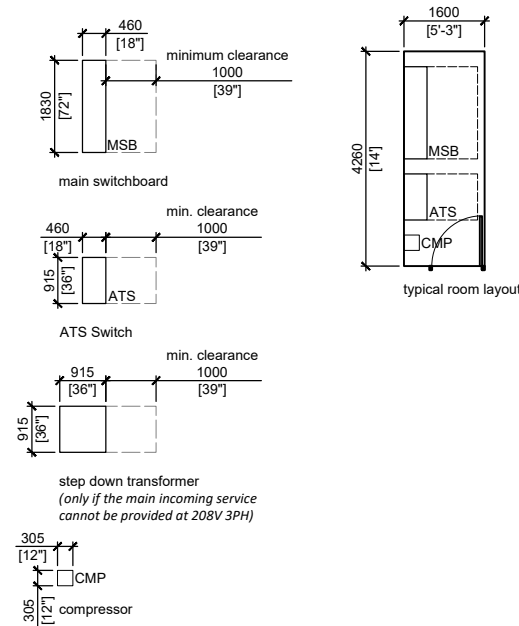 460
[18"]
minimum clearance
1000
[39"]
1830
[72"]
MSB
main switchboard
min. clearance
460
[18"]
1000
[39"]
915
[36"]
ATS
ATS Switch
min. clearance
915
[36"]
1000
[39"]
915
[36"]
step down transformer
(only if the main incoming service
cannot be provided at 208V 3PH)
305
[12"]
CMP
305
[12"]
compressor
1600
[5'-3"]
4260
[14']
MSB
ATS
CMP
typical room layout